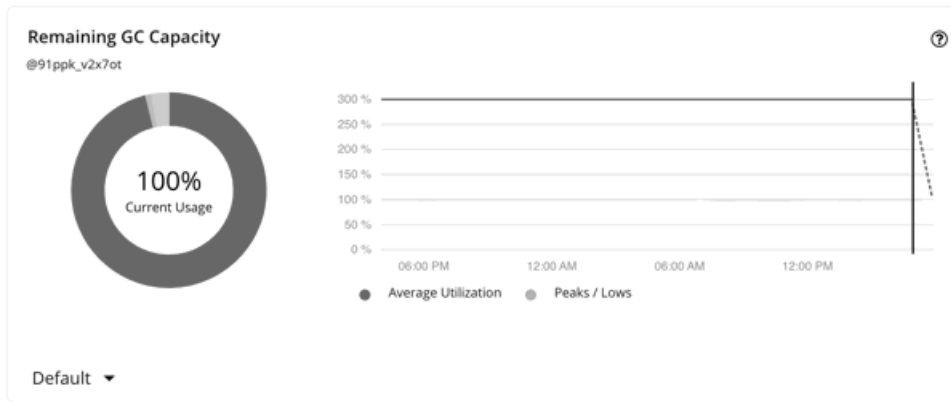 Remaining GC Capacity
@91ppk_v2x7ot
100%
Current Usage
300 %
250 %
200 %
150 %
100 %
50 %
0 %
06:00 PM
12:00 AM
06:00 AM
12:00 PM
Average Utilization
Peaks / Lows
Default